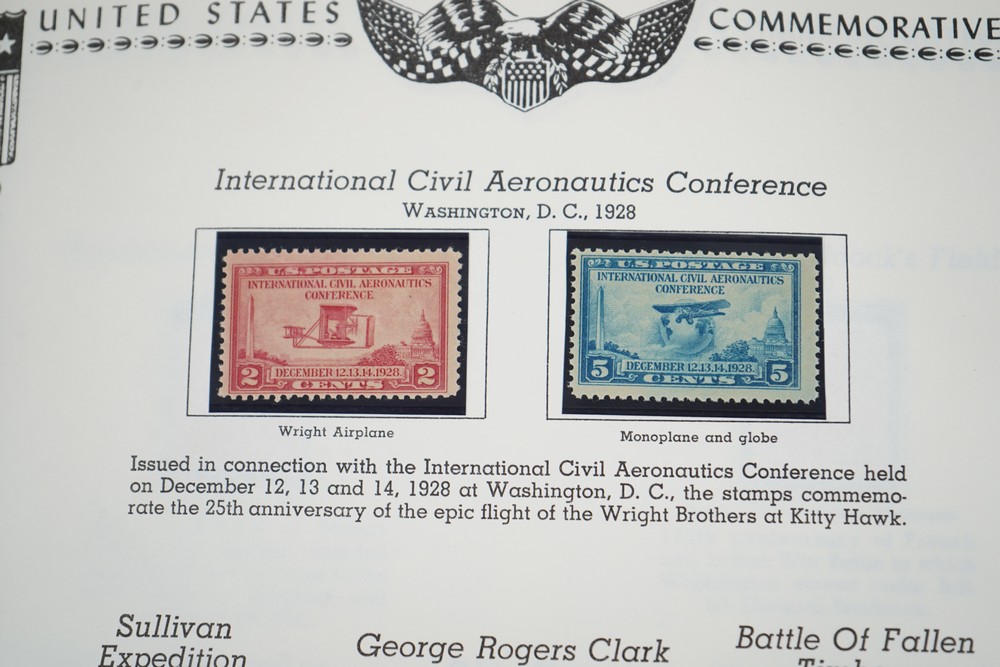 UNITED STATES
COMMEMORATIVE
International Civil Aeronautics Conference
WASHINGTON, D. C., 1928
U.S. POSTAGE
INTERNATIONAL CIVIL AERONAUTICS
CONFERENCE
2 DECEMBER 12.13.14.1928. 2
CENTS
U.S. POSTAGE
INTERNATIONAL CIVIL AERONAUTICS
CONFERENCE
5 DECEMBER 12.13.14.1928. 5
CENTS
Wright Airplane
Monoplane and globe
Issued in connection with the International Civil Aeronautics Conference held
on December 12, 13 and 14, 1928 at Washington, D. C., the stamps commemo-
rate the 25th anniversary of the epic flight of the Wright Brothers at Kitty Hawk.
Sullivan
Expedition
George Rogers Clark
Battle Of Fallen